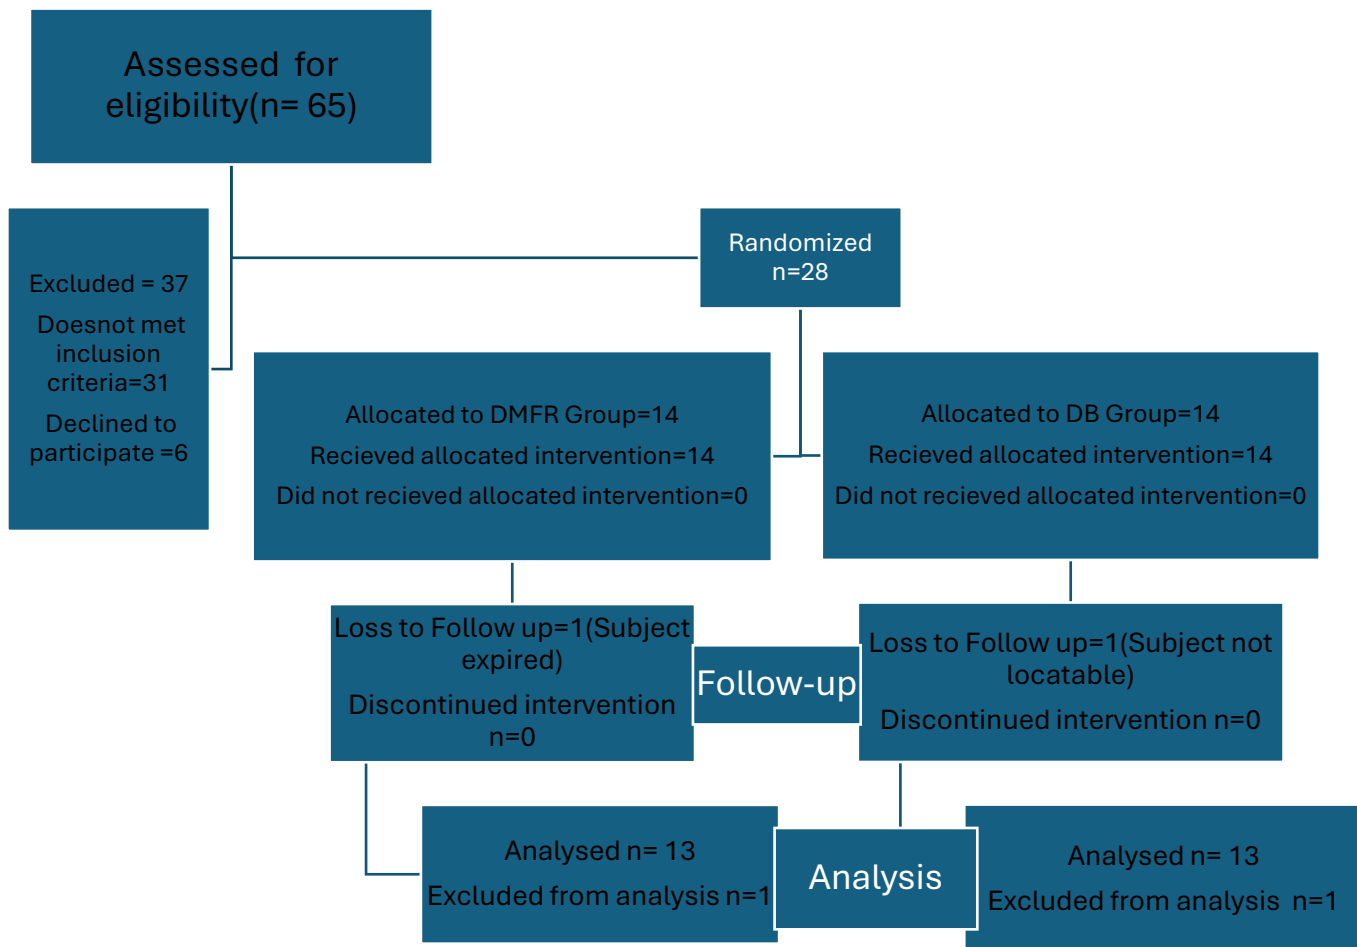 Assessed for
eligibility(n= 65)
Excluded = 37
Doesnot met
inclusion
criteria=31
Declined to
participate =6
Randomized
n=28
Allocated to DMFR Group=14
Recieved allocated intervention=14
Did not recieved allocated intervention=0
Allocated to DB Group=14
Recieved allocated intervention=14
Did not recieved allocated intervention=0
Loss to Follow up=1(Subject
expired)
Discontinued intervention
n=0
Follow-up
Loss to Follow up=1(Subject not
locatable)
Discontinued intervention n=0
Analysed n= 13
Excluded from analysis n=1
Analysis
Analysed n= 13
Excluded from analysis n=1